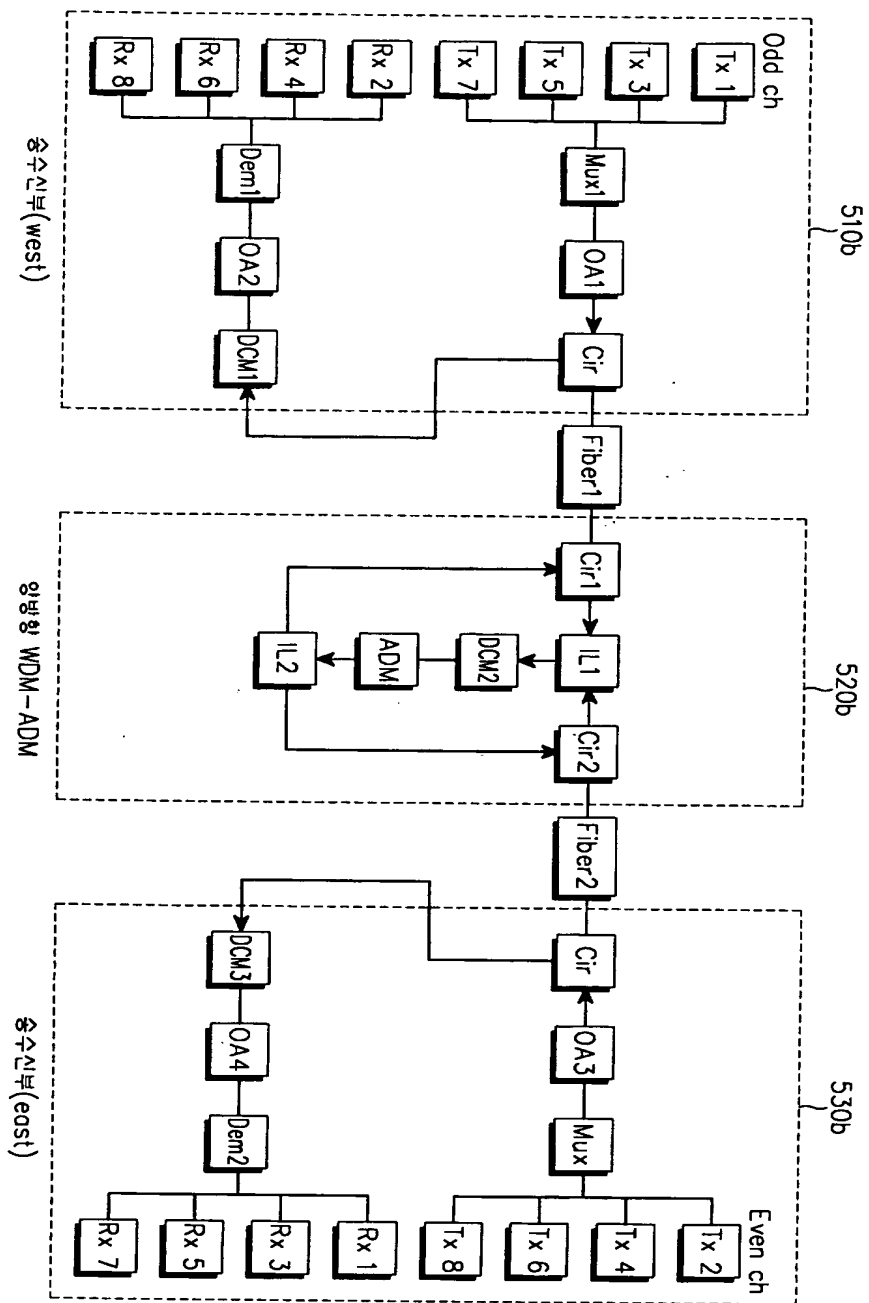 510b
Odd ch
Tx 1
Tx 3
Tx 5
Tx 7
Mux1
OA1
Cir
Rx 2
Rx 4
Rx 6
Rx 8
Dem1
OA2
DCM1
송수신부(west)
Fiber1
520b
Cir1
IL1
Cir2
DCM2
ADM
IL2
양방향 WDM-ADM
Fiber2
530b
Even ch
Cir
OA3
Mux
Tx 2
Tx 4
Tx 6
Tx 8
DCM3
OA4
Dem2
Rx 1
Rx 3
Rx 5
Rx 7
송수신부(east)